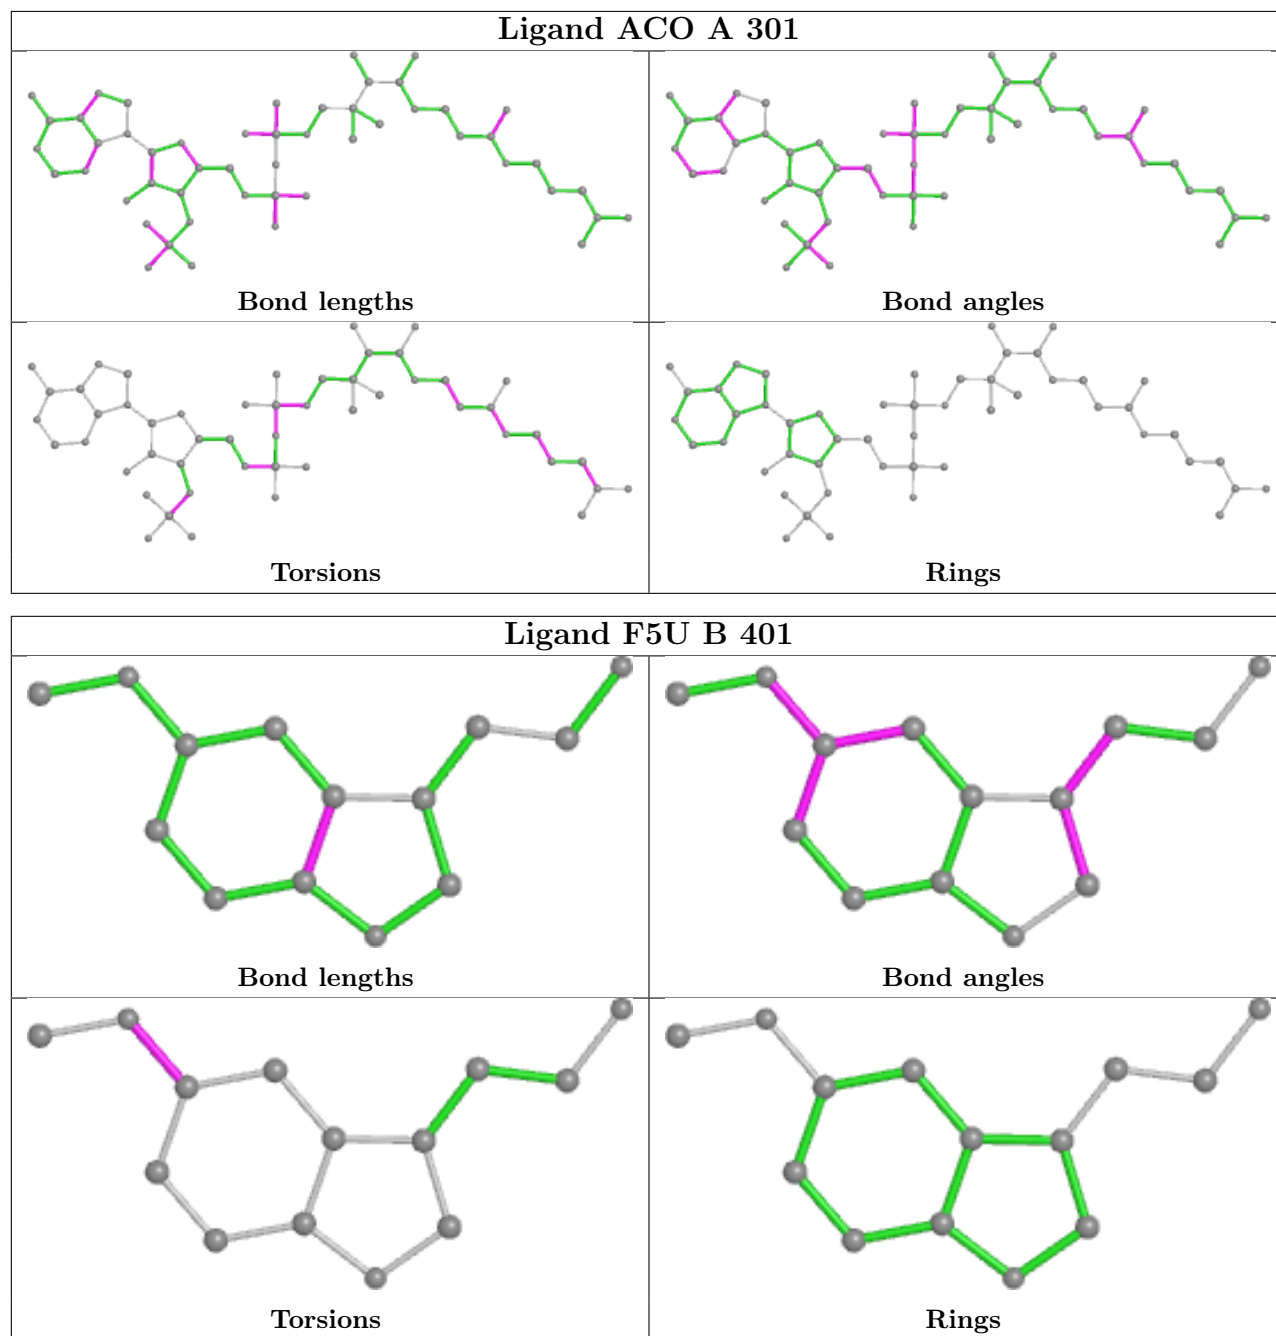 Ligand ACO A 301
Bond lengths
Bond angles
Torsions
Rings
Ligand F5U B 401
Bond lengths
Bond angles
Torsions
Rings